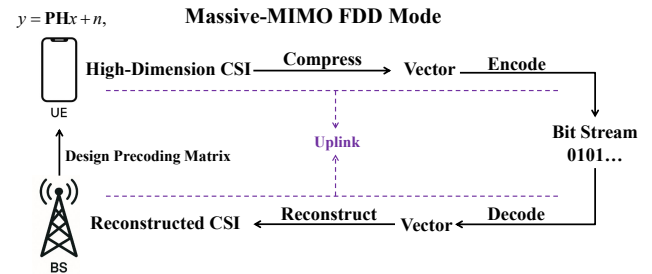 y = PHx + n,
Massive-MIMO FDD Mode
High-Dimension CSI
Compress
Vector
Encode
UE
Uplink
Bit Stream
0101…
Design Precoding Matrix
Reconstructed CSI
Reconstruct
Vector
Decode
BS